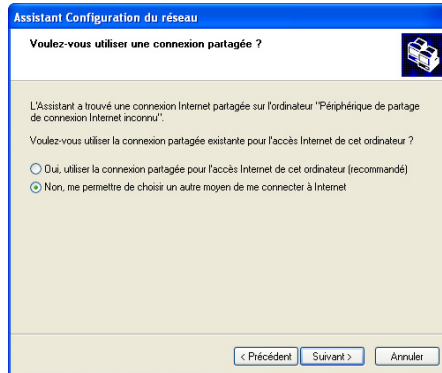 Assistant Configuration du réseau
Voulez-vous utiliser une connexion partagée ?
L'Assistant a trouvé une connexion Internet partagée sur l'ordinateur "Périphérique de partage
de connexion Internet inconnu".
Voulez-vous utiliser la connexion partagée existante pour l'accès Internet de cet ordinateur ?
Oui, utiliser la connexion partagée pour l'accès Internet de cet ordinateur (recommandé)
Non, me permettre de choisir un autre moyen de me connecter à Internet
< Précédent Suivant > Annuler